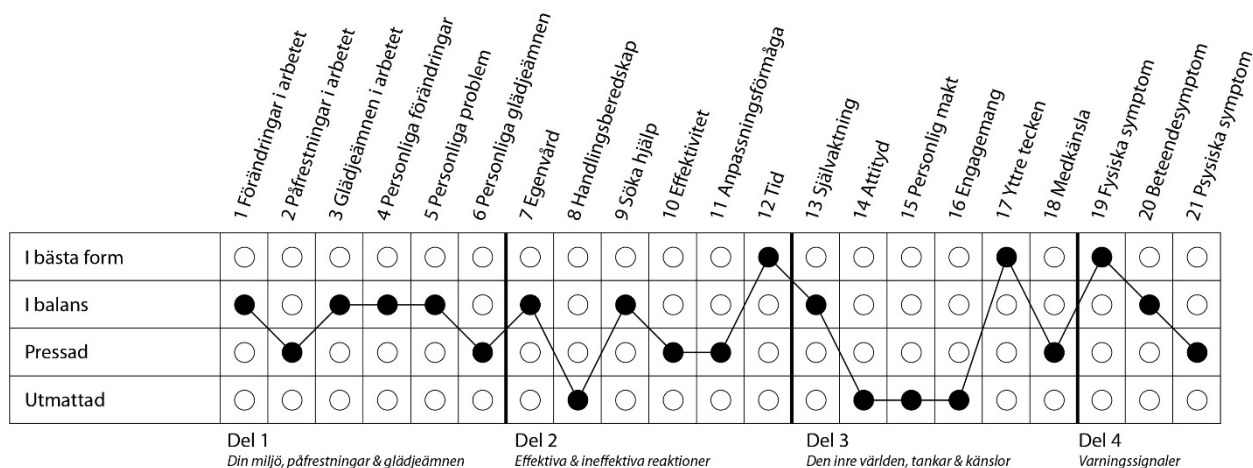 1 Förändringar i arbetet
2 Påfrestningar i arbetet
3 Glädjeämnen i arbetet
4 Personliga förändringar
5 Personliga problem
6 Personliga glädjeämnen
7 Egenvård
8 Handlingsberedskap
9 Söka hjälp
10 Effektivitet
11 Anpassningsförmåga
12 Tid
13 Självaktning
14 Attityd
15 Personlig makt
16 Engagemang
17 Yttre tecken
18 Medkänsla
19 Fysiska symptom
20 Beteendesymptom
21 Psysiska symptom
I bästa form
I balans
Pressad
Utmattad
Del 1
Din miljö, påfrestningar & glädjeämnen
Del 2
Effektiva & ineffektiva reaktioner
Del 3
Den inre världen, tankar & känslor
Del 4
Varningssignaler